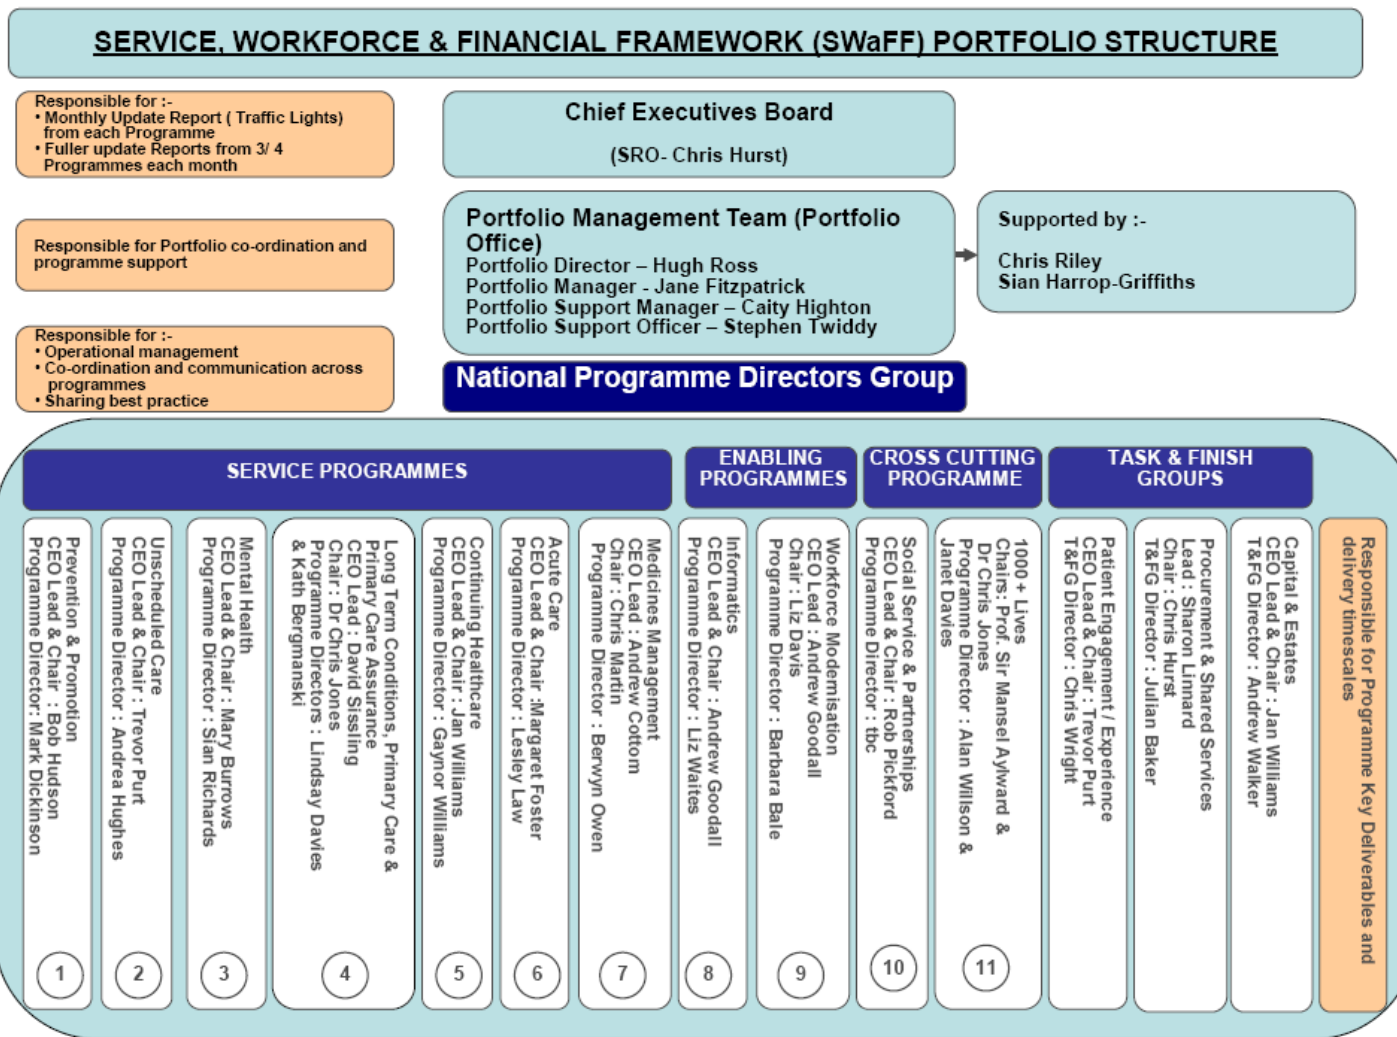 SERVICE, WORKFORCE & FINANCIAL FRAMEWORK (SWaFF) PORTFOLIO STRUCTURE
Responsible for :-
• Monthly Update Report ( Traffic Lights)
from each Programme
• Fuller update Reports from 3/ 4
Programmes each month
Chief Executives Board
(SRO- Chris Hurst)
Responsible for Portfolio co-ordination and
programme support
Portfolio Management Team (Portfolio
Office)
Portfolio Director – Hugh Ross
Portfolio Manager - Jane Fitzpatrick
Portfolio Support Manager – Caity Highton
Portfolio Support Officer – Stephen Twiddy
Supported by :-
Chris Riley
Sian Harrop-Griffiths
Responsible for :-
• Operational management
• Co-ordination and communication across
programmes
• Sharing best practice
National Programme Directors Group
SERVICE PROGRAMMES
ENABLING
PROGRAMMES
CROSS CUTTING
PROGRAMME
TASK & FINISH
GROUPS
Prevention & Promotion
CEO Lead & Chair : Bob Hudson
Programme Director: Mark Dickinson
1
Unscheduled Care
CEO Lead & Chair : Trevor Purt
Programme Director : Andrea Hughes
2
Mental Health
CEO Lead & Chair : Mary Burrows
Programme Director : Sian Richards
3
Long Term Conditions, Primary Care &
Primary Care Assurance
CEO Lead : David Sissling
Chair : Dr Chris Jones
Programme Directors : Lindsay Davies
& Kath Bergmanski
4
Continuing Healthcare
CEO Lead & Chair : Jan Williams
Programme Director : Gaynor Williams
5
Acute Care
CEO Lead & Chair :Margaret Foster
Programme Director : Lesley Law
6
Medicines Management
CEO Lead : Andrew Cottom
Chair : Chris Martin
Programme Director : Berwyn Owen
7
Informatics
CEO Lead & Chair : Andrew Goodall
Programme Director : Liz Waites
8
Workforce Modernisation
CEO Lead : Andrew Goodall
Chair : Liz Davis
Programme Director : Barbara Bale
9
Social Service & Partnerships
CEO Lead & Chair : Rob Pickford
Programme Director : tbc
10
1000 + Lives
Chairs: Prof. Sir Mansel Aylward &
Dr Chris Jones
Programme Director : Alan Willson &
Janet Davies
11
Patient Engagement / Experience
CEO Lead & Chair : Trevor Purt
T&FG Director : Chris Wright
Procurement & Shared Services
Lead : Sharon Linnard
Chair : Chris Hurst
T&FG Director : Julian Baker
Capital & Estates
CEO Lead & Chair : Jan Williams
T&FG Director : Andrew Walker
Responsible for Programme Key Deliverables and
delivery timescales